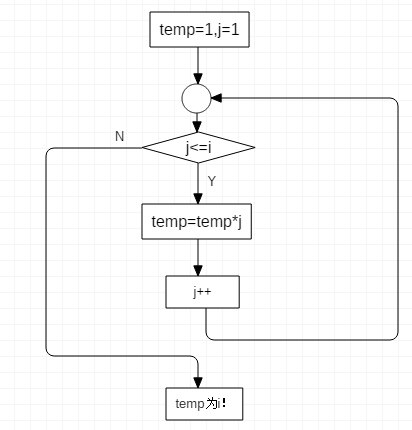 temp=1,j=1
j<=i
N
Y
temp=temp*j
j++
temp为i!